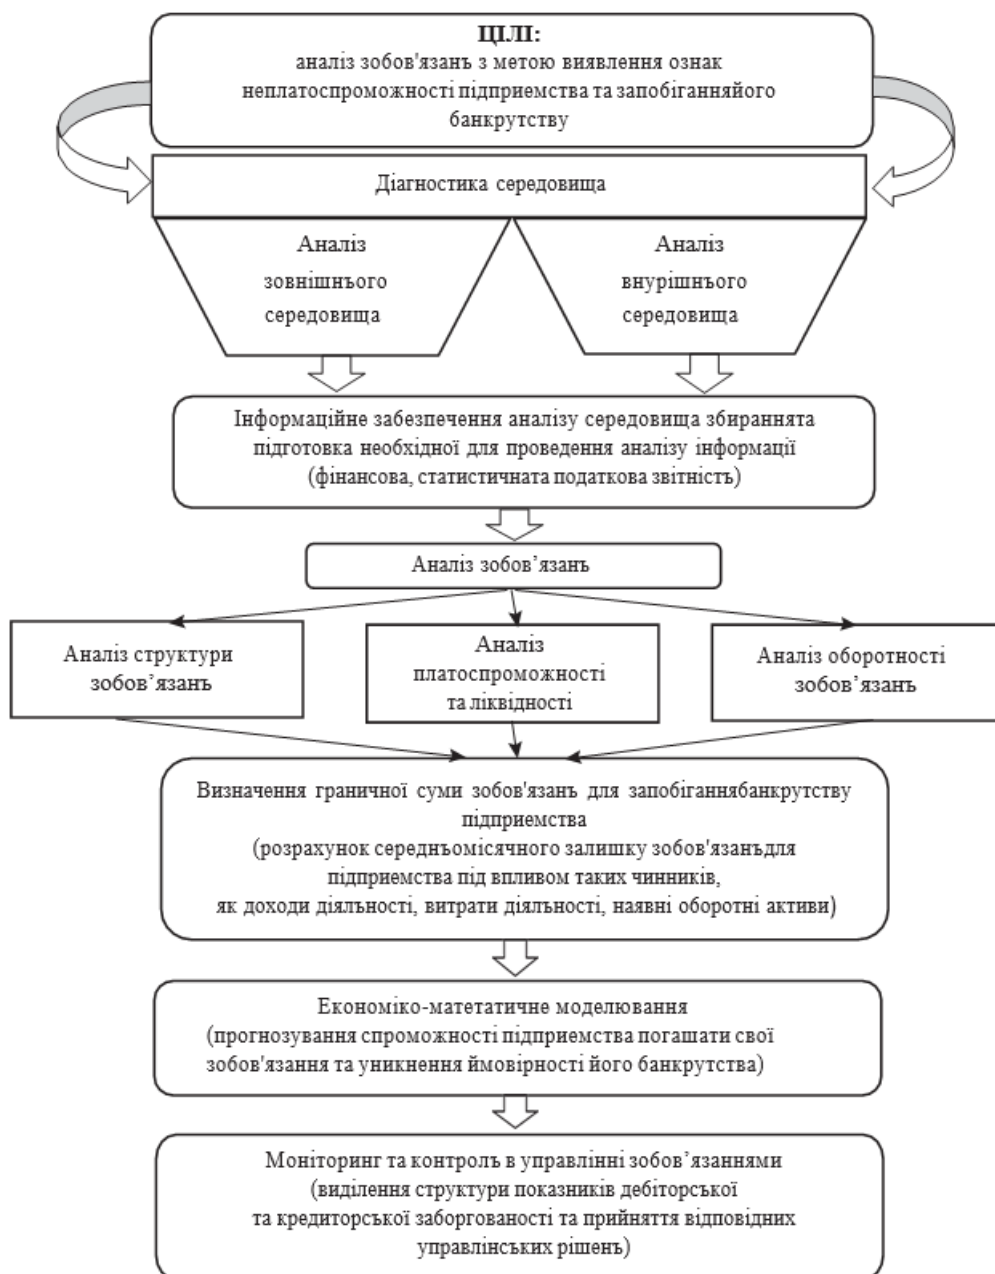 ЦІЛІ:
аналіз зобов'язань з метою виявлення ознак
неплатоспроможності підприємства та запобіганняйого
банкрутству
Діагностика середовища
Аналіз
зовнішнього
середовища
Аналіз
внурішнього
середовища
Інформаційне забезпечення аналізу середовища збираннята
підготовка необхідної для проведення аналізу інформації
(фінансова, статистичната податкова звітність)
Аналіз зобов’язань
Аналіз структури
зобов’язань
Аналіз
платоспроможності
та ліквідності
Аналіз оборотності
зобов’язань
Визначення граничної суми зобов'язань для запобіганнябанкрутству
підприємства
(розрахунок середньомісячного залишку зобов'язаньдля
підприємства під впливом таких чинників,
як доходи діяльності, витрати діяльності, наявні оборотні активи)
Економіко-матетатичне моделювання
(прогнозування спроможності підприємства погашати свої
зобов'язання та уникнення ймовірності його банкрутства)
Моніторинг та контроль в управлінні зобов’язаннями
(виділення структури показників дебіторської
та кредиторської заборгованості та прийняття відповідних
управлінських рішень)